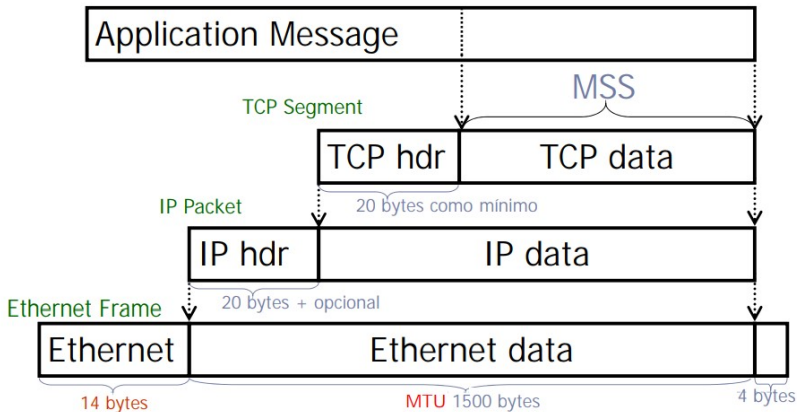 Application Message
MSS
TCP Segment
TCP hdr
TCP data
20 bytes como mínimo
IP Packet
IP hdr
IP data
20 bytes + opcional
Ethernet Frame
Ethernet
Ethernet data
14 bytes
MTU 1500 bytes
4 bytes